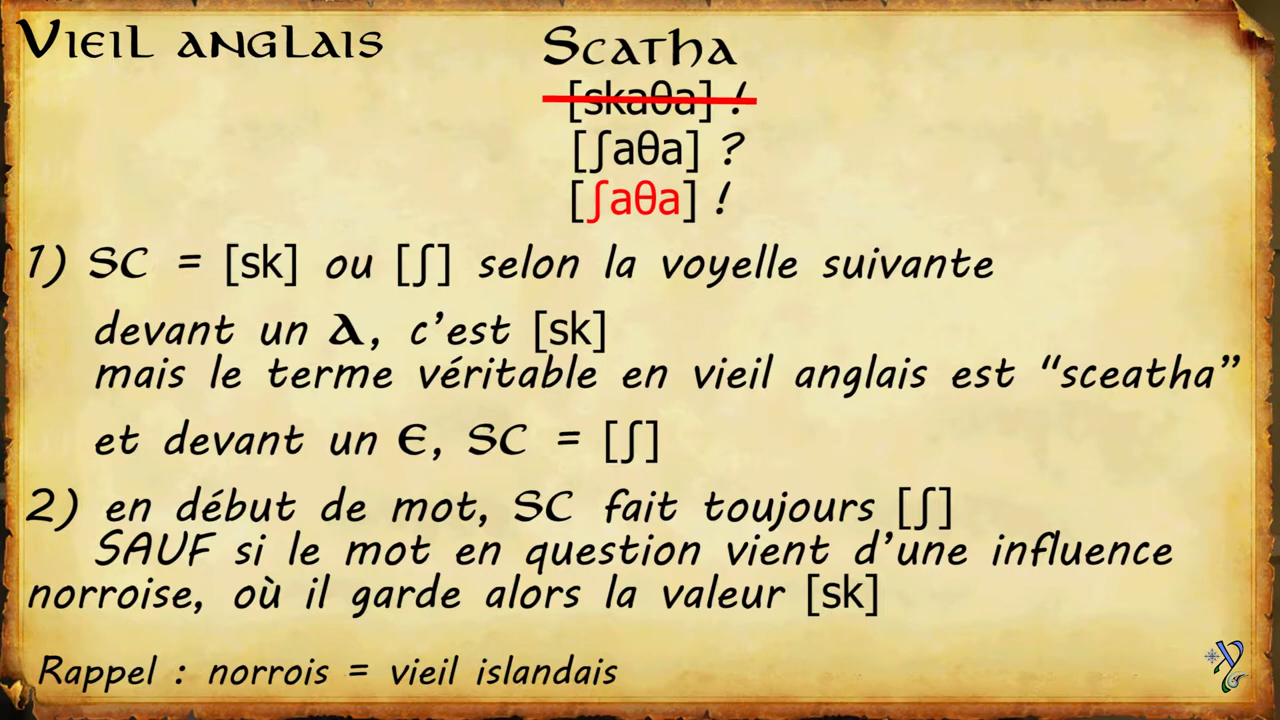 Vieil anglais
Scatha
[skaθa] !
[ʃaθa] ?
[ʃaθa] !
1) SC = [sk] ou [ʃ] selon la voyelle suivante
devant un A, c’est [sk]
mais le terme véritable en vieil anglais est “sceatha”
et devant un E, SC = [ʃ]
2) en début de mot, SC fait toujours [ʃ]
SAUF si le mot en question vient d’une influence
norroise, où il garde alors la valeur [sk]
Rappel : norrois = vieil islandais